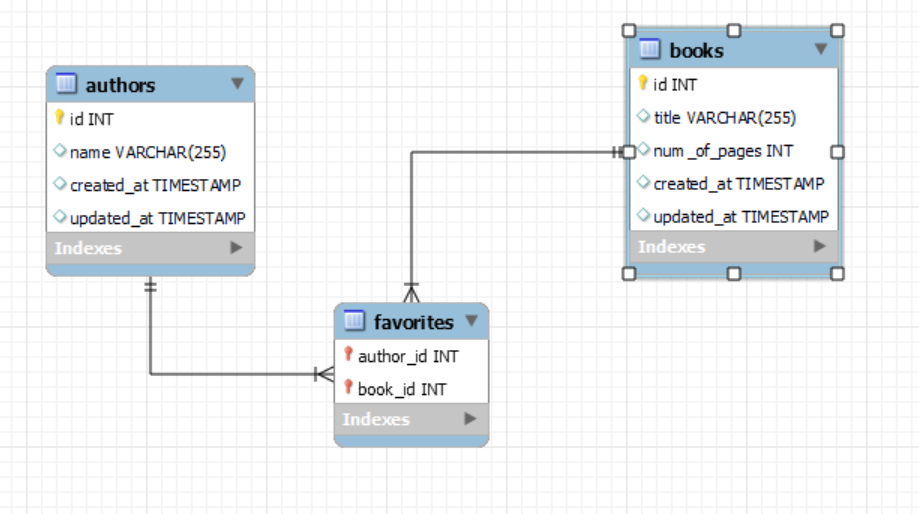 authors
id INT
name VARCHAR(255)
created_at TIMESTAMP
updated_at TIMESTAMP
Indexes
books
id INT
title VARCHAR(255)
num _of_pages INT
created_at TIMESTAMP
updated_at TIMESTAMP
Indexes
favorites
author_id INT
book_id INT
Indexes